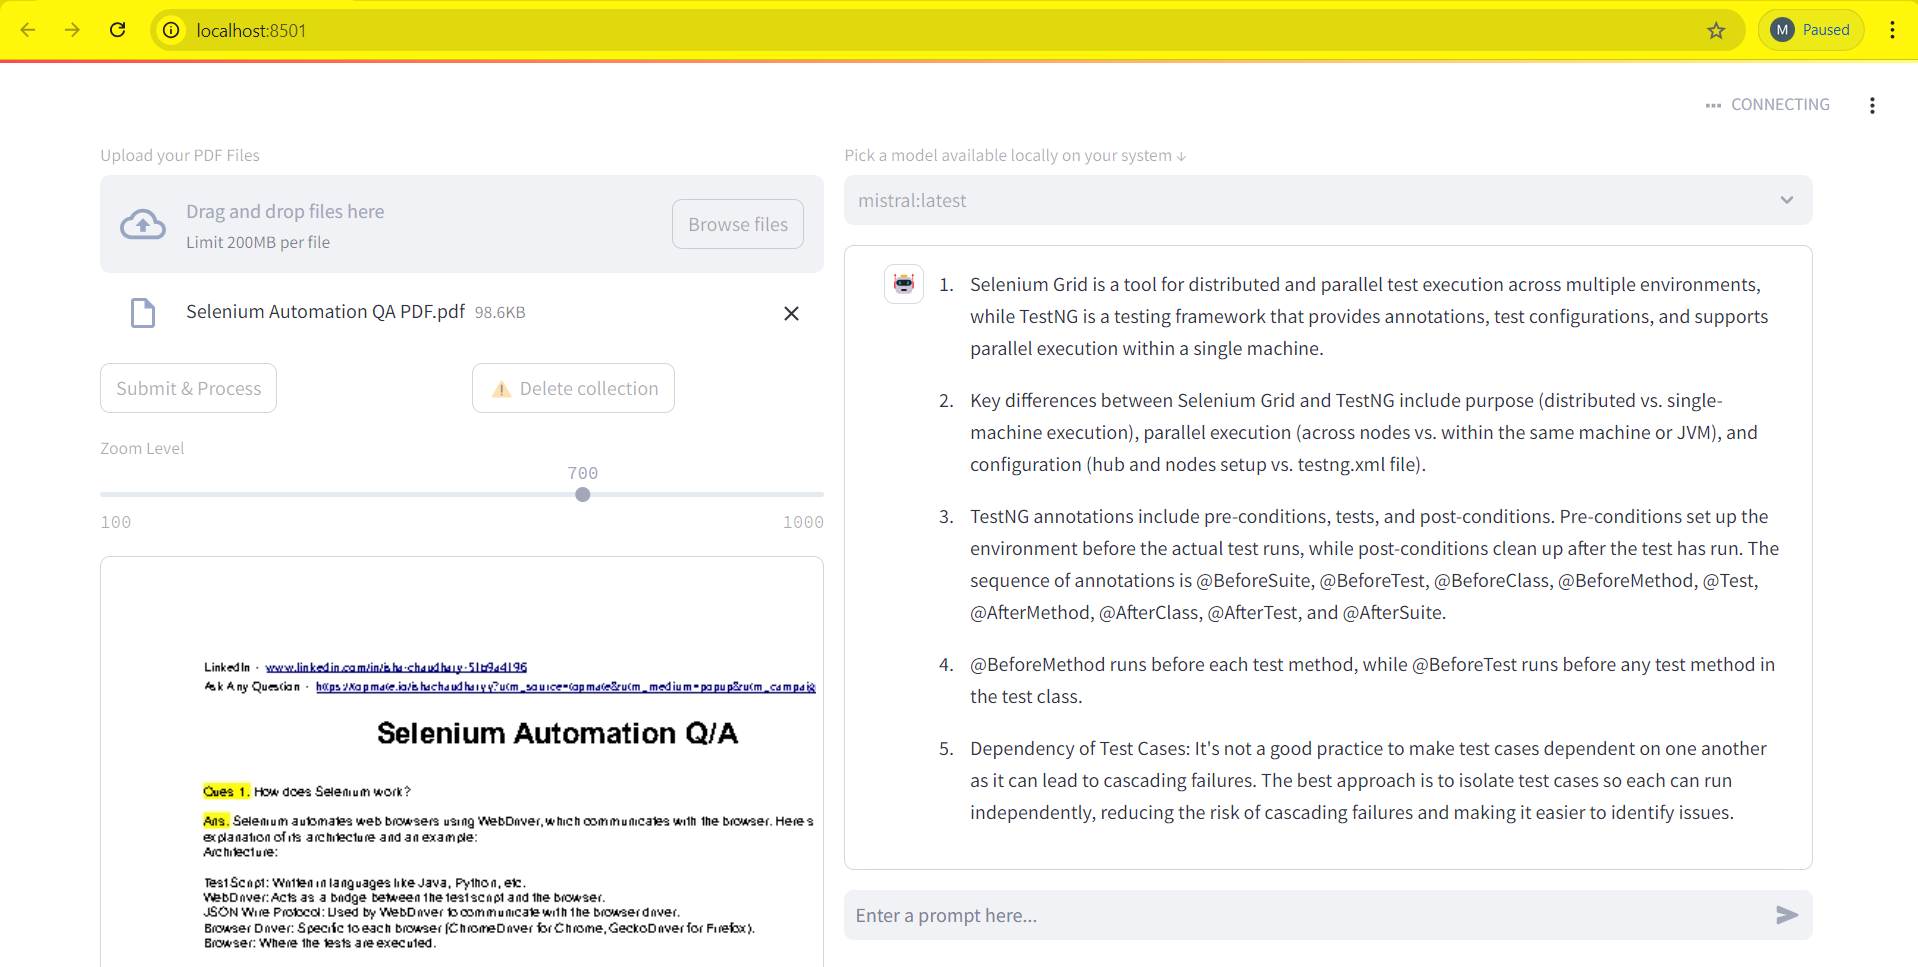 localhost:8501
M Paused
CONNECTING
Upload your PDF Files
Drag and drop files here
Limit 200MB per file
Browse files
Selenium Automation QA PDF.pdf 98.6KB
Submit & Process
Delete collection
Zoom Level
700
100 1000
LinkedIn - www.linkedin.com/in/isha-chaudhary-
Ask Any Question -
Selenium Automation Q/A
Ques 1. How does Selenium work?
Ans. Selenium automates web browsers using WebDriver, which communicates with the browser. Here s
explanation of its architecture and an example:
Architecture:
Test Script: Written in languages like Java, Python, etc.
WebDriver: Acts as a bridge between the test script and the browser.
JSON Wire Protocol: Used by WebDriver to communicate with the browser driver.
Browser Driver: Specific to each browser (ChromeDriver for Chrome, GeckoDriver for Firefox).
Browser: Where the tests are executed.
Pick a model available locally on your system ↓
mistral:latest
1. Selenium Grid is a tool for distributed and parallel test execution across multiple environments,
while TestNG is a testing framework that provides annotations, test configurations, and supports
parallel execution within a single machine.
2. Key differences between Selenium Grid and TestNG include purpose (distributed vs. single-
machine execution), parallel execution (across nodes vs. within the same machine or JVM), and
configuration (hub and nodes setup vs. testng.xml file).
3. TestNG annotations include pre-conditions, tests, and post-conditions. Pre-conditions set up the
environment before the actual test runs, while post-conditions clean up after the test has run. The
sequence of annotations is @BeforeSuite, @BeforeTest, @BeforeClass, @BeforeMethod, @Test,
@AfterMethod, @AfterClass, @AfterTest, and @AfterSuite.
4. @BeforeMethod runs before each test method, while @BeforeTest runs before any test method in
the test class.
5. Dependency of Test Cases: It's not a good practice to make test cases dependent on one another
as it can lead to cascading failures. The best approach is to isolate test cases so each can run
independently, reducing the risk of cascading failures and making it easier to identify issues.
Enter a prompt here...